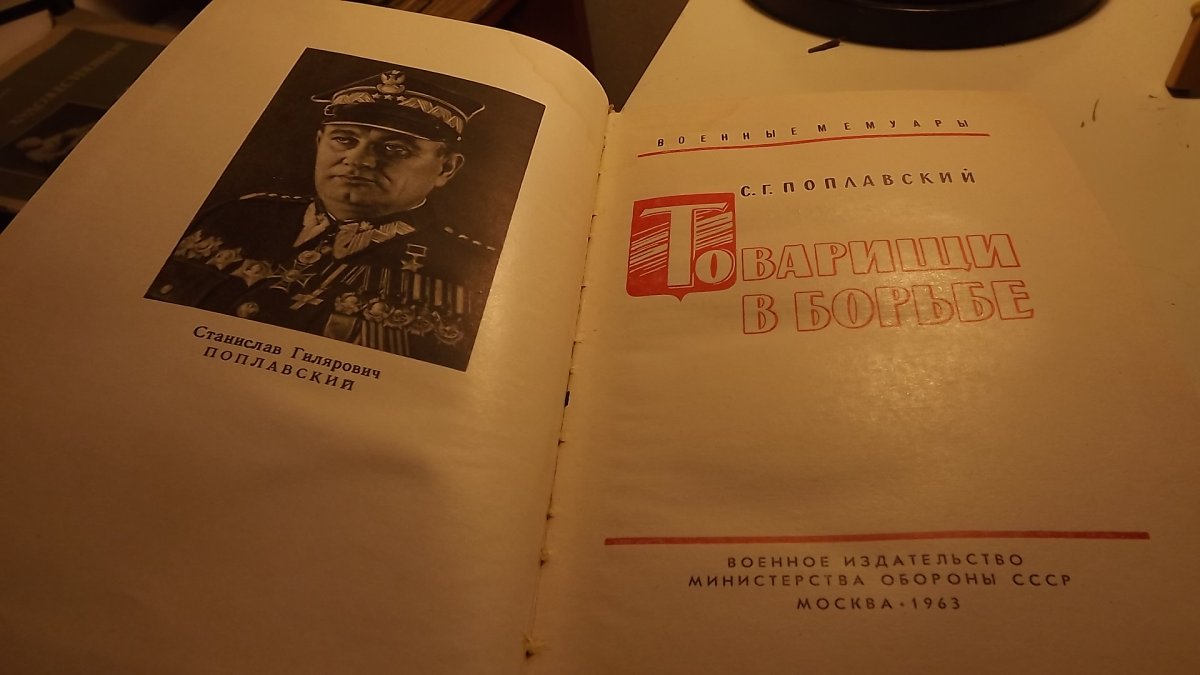 Станислав Гилярович
ПОПЛАВСКИЙ
ВОЕННЫЕ МЕМУАРЫ
С. Г. ПОПЛАВСКИЙ
ТОВАРИЩИ
В БОРЬБЕ
ВОЕННОЕ ИЗДАТЕЛЬСТВО
МИНИСТЕРСТВА ОБОРОНЫ СССР
МОСКВА • 1963